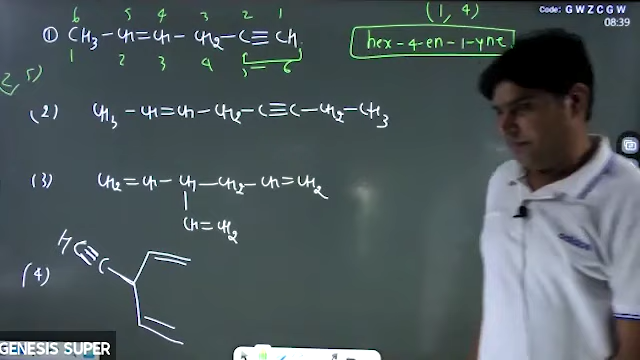 (1, 4)
Code: G W Z C G W
08:39
6 5 4 3 2 1
① CH3 – CH = CH – CH2 – C ≡ CH
1 2 3 4 5 6
hex-4-en-1-yne
2, 5)
(2) CH3 – CH = CH – CH2 – C ≡ C – CH2 – CH3
(3) CH2 = CH – CH – CH2 – CH = CH2
CH = CH2
(4) HC ≡ C
adidas
GENESIS SUPER